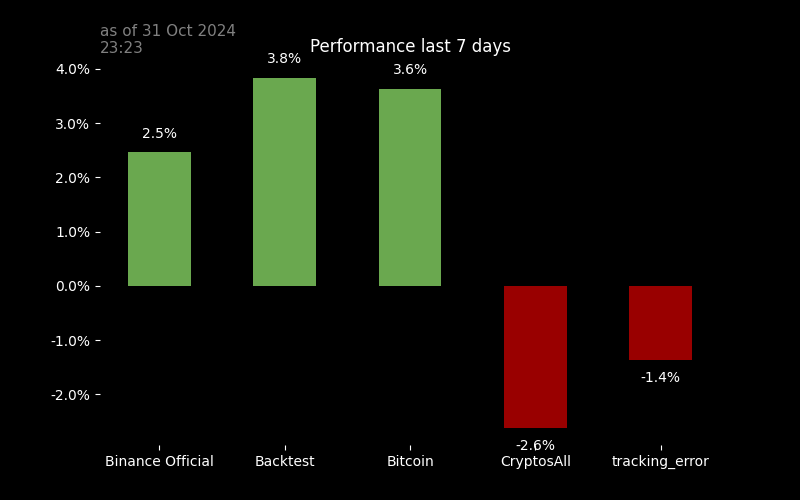 as of 31 Oct 2024
23:23
Performance last 7 days
4.0%
3.0%
2.0%
1.0%
0.0%
-1.0%
-2.0%
2.5%
3.8%
3.6%
-2.6%
-1.4%
Binance Official
Backtest
Bitcoin
CryptosAll
tracking_error